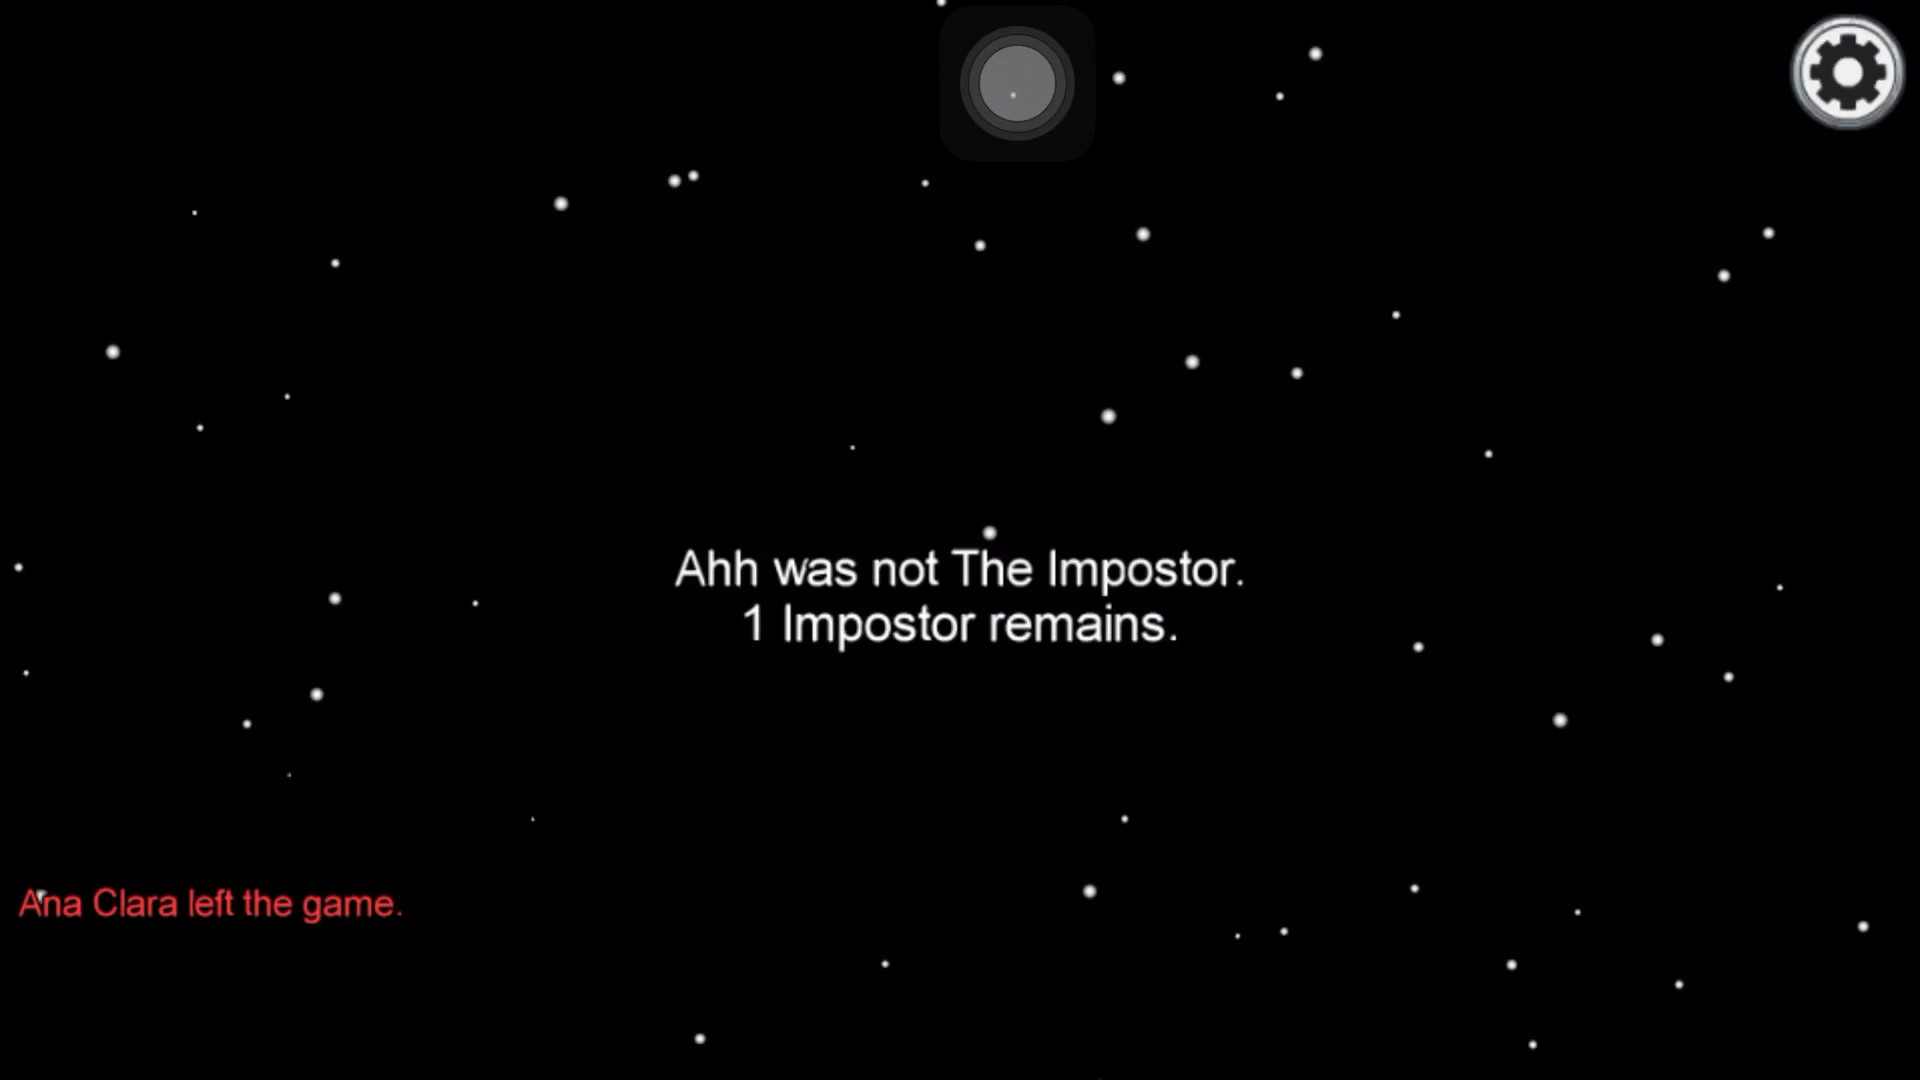 Ahh was not The Impostor.
1 Impostor remains.
Ana Clara left the game.